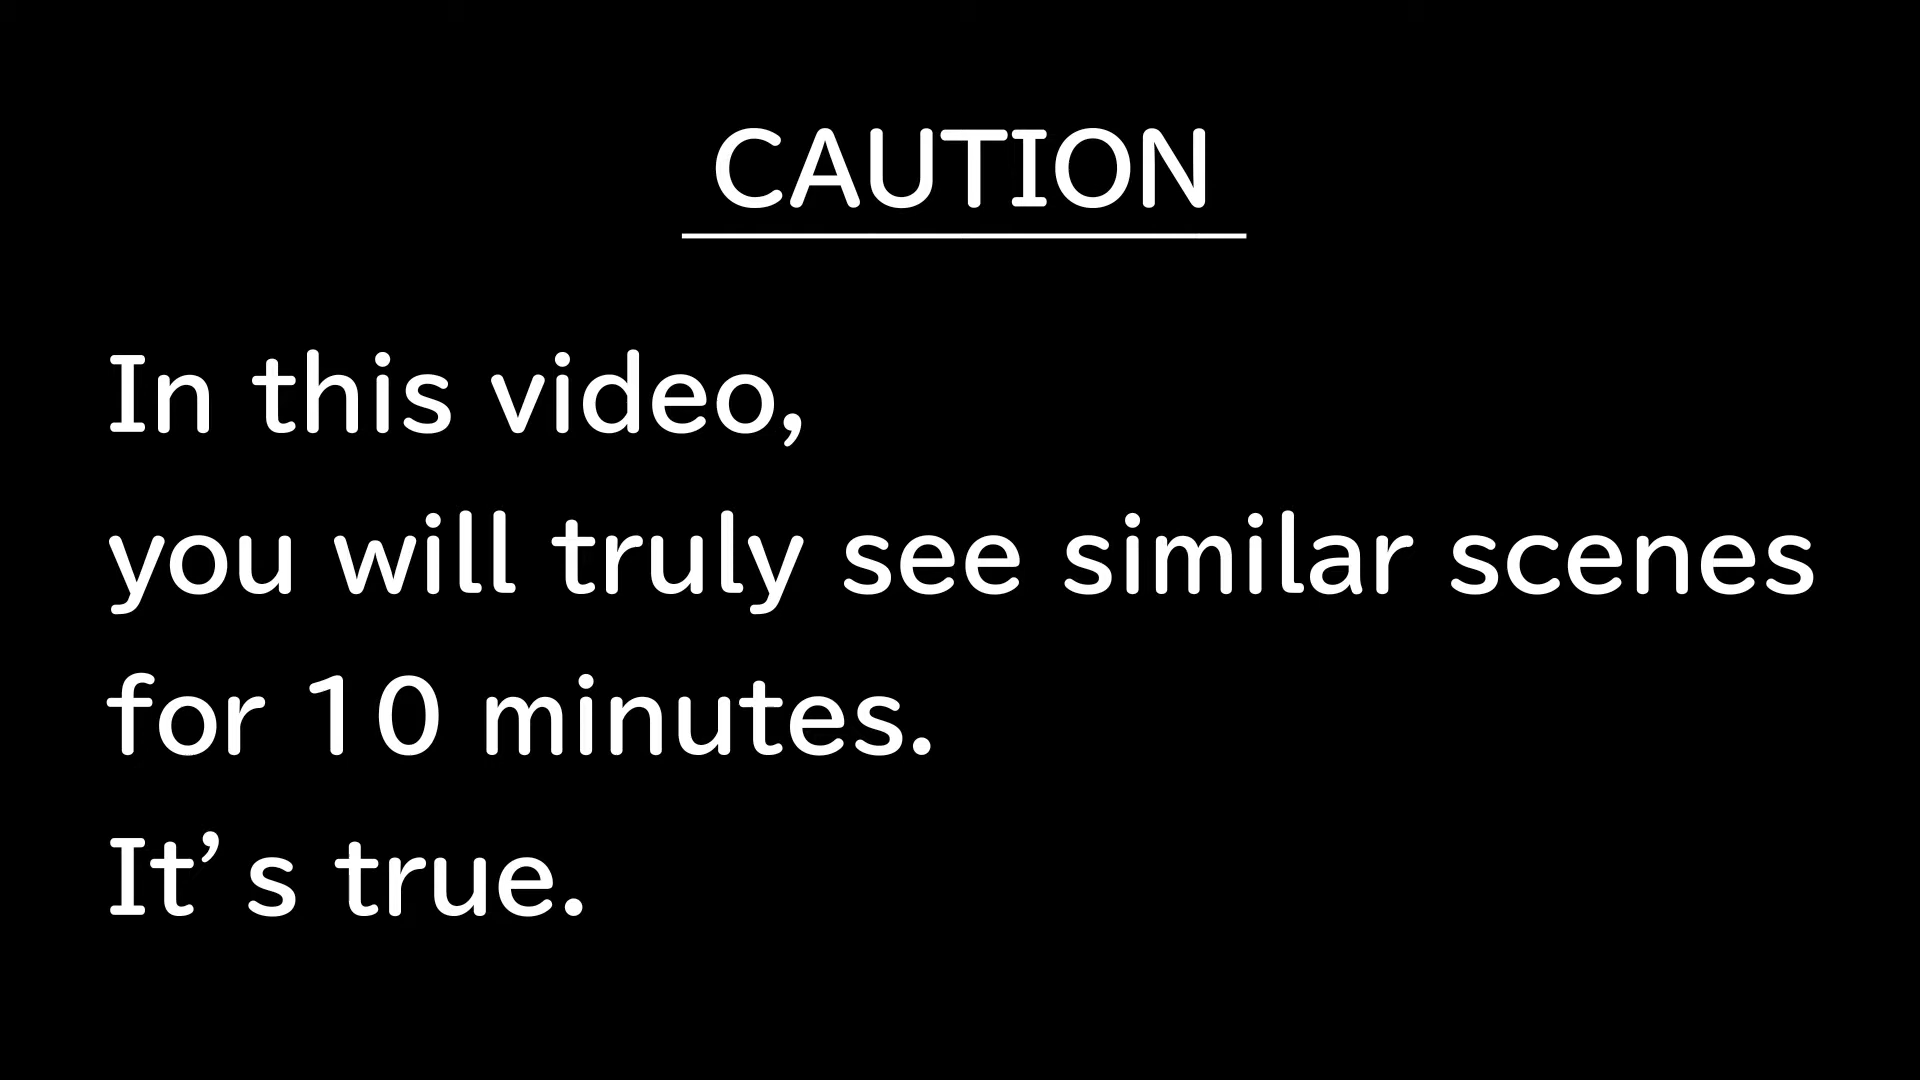 CAUTION
In this video,
you will truly see similar scenes
for 10 minutes.
It’s true.